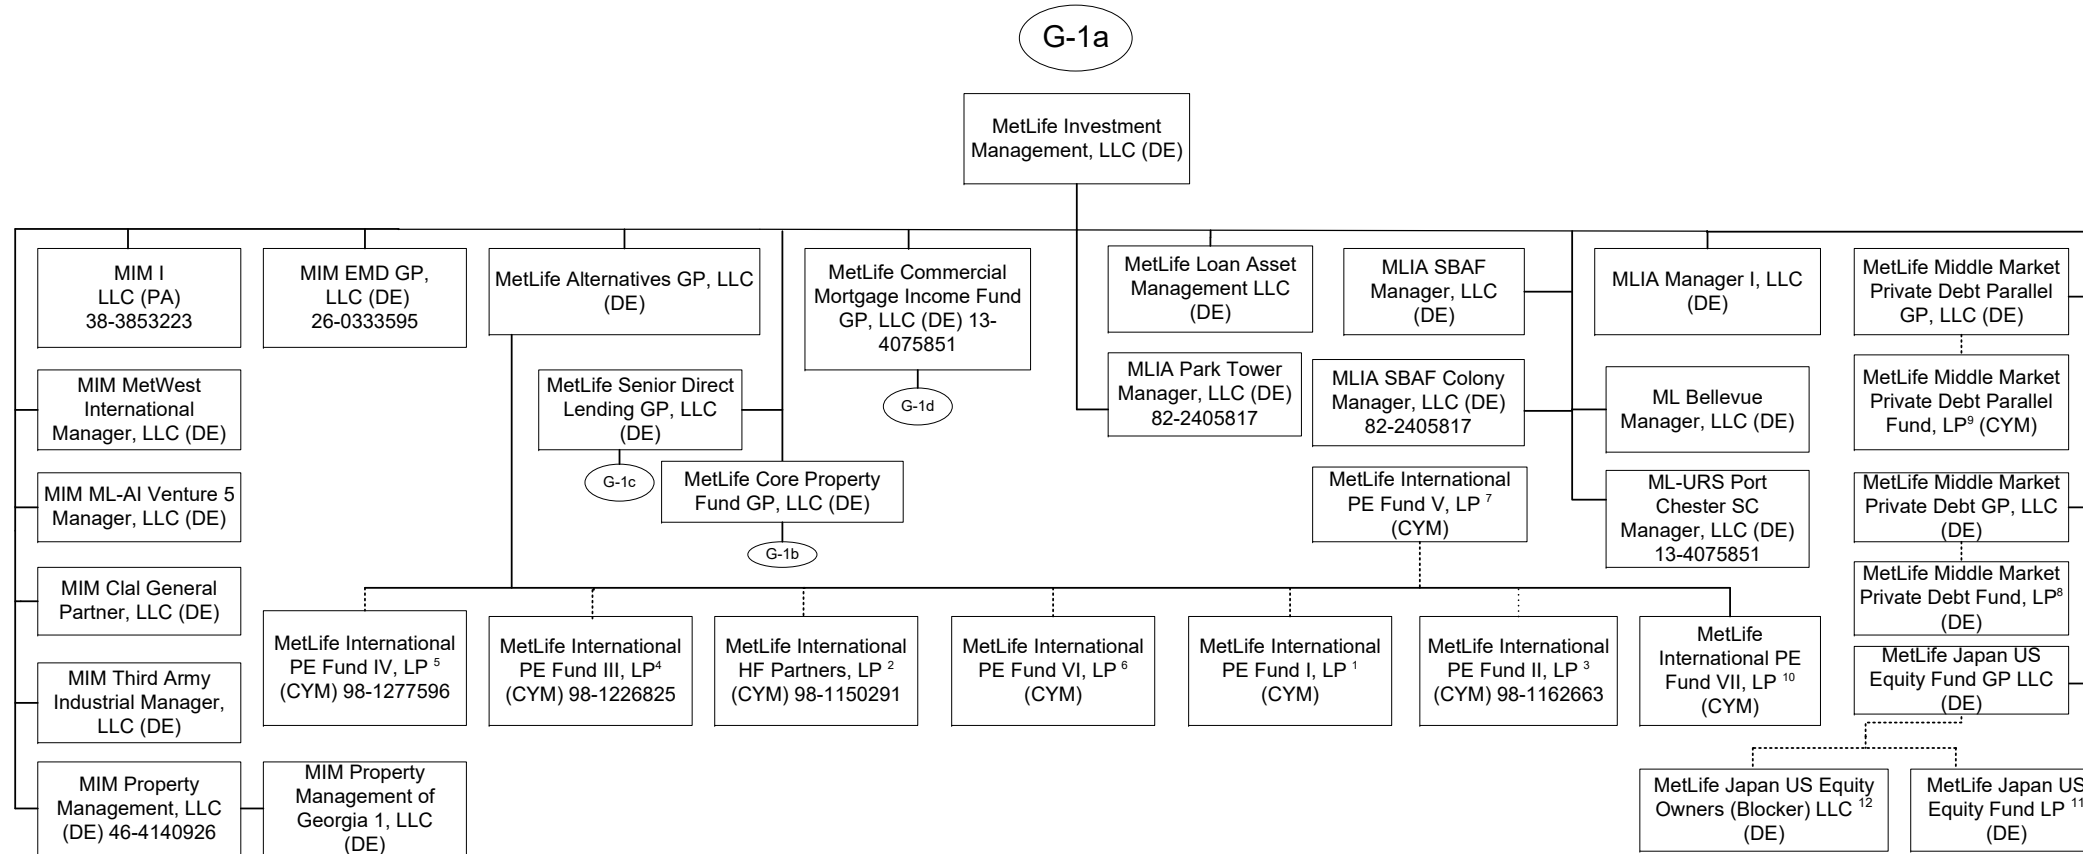 G-1a
MetLife Investment
Management, LLC (DE)
MIM I
LLC (PA)
38-3853223
MIM EMD GP,
LLC (DE)
26-0333595
MetLife Alternatives GP, LLC
(DE)
MetLife Commercial
Mortgage Income Fund
GP, LLC (DE) 13-
4075851
MetLife Loan Asset
Management LLC
(DE)
MLIA SBAF
Manager, LLC
(DE)
MLIA Manager I, LLC
(DE)
MetLife Middle Market
Private Debt Parallel
GP, LLC (DE)
MIM MetWest
International
Manager, LLC (DE)
MetLife Senior Direct
Lending GP, LLC
(DE)
G-1d
MLIA Park Tower
Manager, LLC (DE)
82-2405817
MLIA SBAF Colony
Manager, LLC (DE)
82-2405817
ML Bellevue
Manager, LLC (DE)
MetLife Middle Market
Private Debt Parallel
Fund, LP⁹ (CYM)
MIM ML-AI Venture 5
Manager, LLC (DE)
G-1c
MetLife Core Property
Fund GP, LLC (DE)
G-1b
MetLife International
PE Fund V, LP ⁷
(CYM)
ML-URS Port
Chester SC
Manager, LLC (DE)
13-4075851
MetLife Middle Market
Private Debt GP, LLC
(DE)
MIM Clal General
Partner, LLC (DE)
MetLife Middle Market
Private Debt Fund, LP⁸
(DE)
MetLife International
PE Fund IV, LP ⁵
(CYM) 98-1277596
MetLife International
PE Fund III, LP⁴
(CYM) 98-1226825
MetLife International
HF Partners, LP ²
(CYM) 98-1150291
MetLife International
PE Fund VI, LP ⁶
(CYM)
MetLife International
PE Fund I, LP ¹
(CYM)
MetLife International
PE Fund II, LP ³
(CYM) 98-1162663
MetLife
International PE
Fund VII, LP ¹⁰
(CYM)
MetLife Japan US
Equity Fund GP LLC
(DE)
MIM Third Army
Industrial Manager,
LLC (DE)
MIM Property
Management, LLC
(DE) 46-4140926
MIM Property
Management of
Georgia 1, LLC
(DE)
MetLife Japan US Equity
Owners (Blocker) LLC ¹²
(DE)
MetLife Japan US
Equity Fund LP ¹¹
(DE)